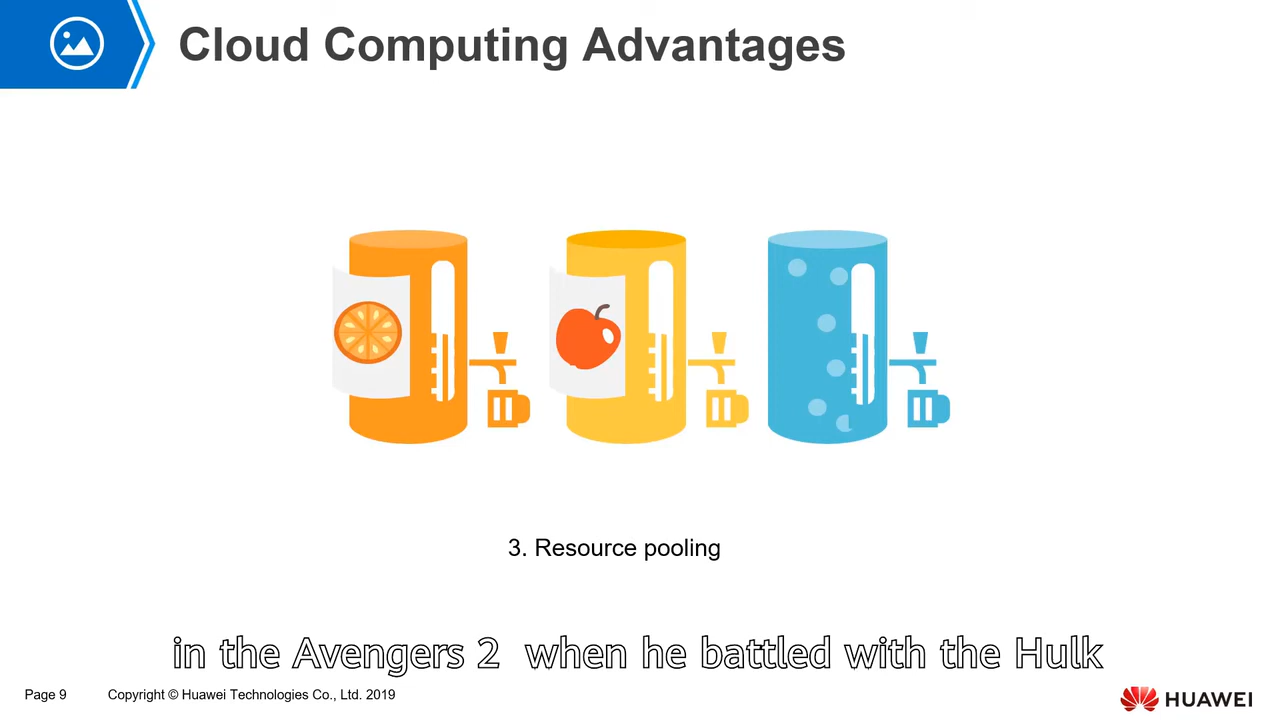 Cloud Computing Advantages
3. Resource pooling
in the Avengers 2 when he battled with the Hulk
Page 9 Copyright © Huawei Technologies Co., Ltd. 2019
HUAWEI